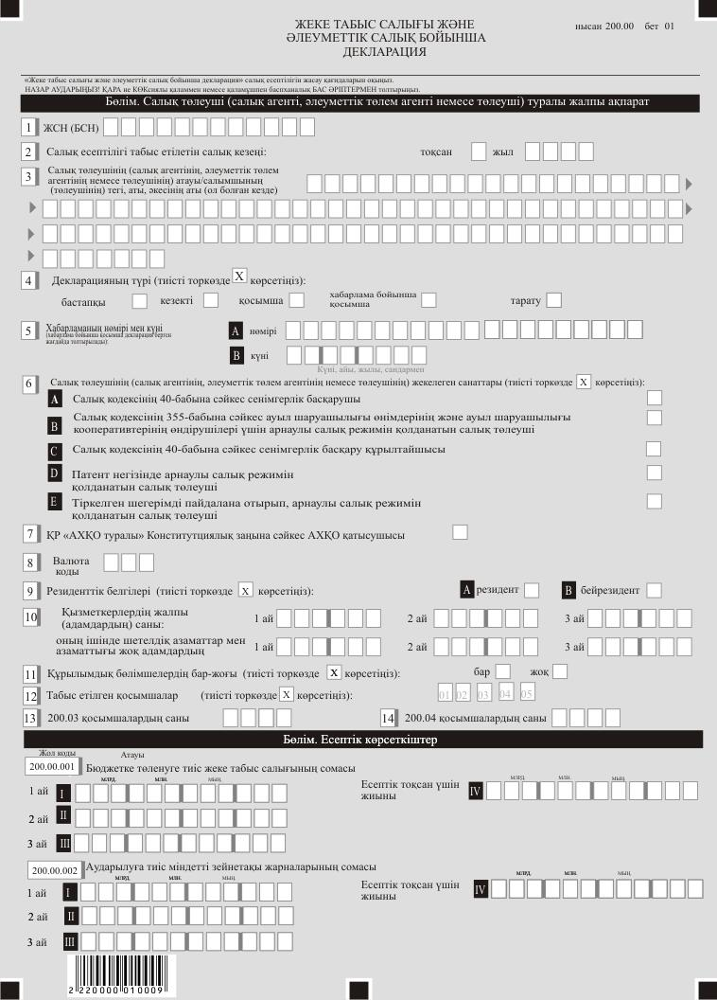 ЖЕКЕ ТАБЫС САЛЫҒЫ ЖӘНЕ
ӘЛЕУМЕТТІК САЛЫҚ БОЙЫНША
ДЕКЛАРАЦИЯ
нысан 200.00 бет 01
«Жеке табыс салығы және әлеуметтік салық бойынша декларация» салық есептілігін жасау қағидаларын оқыңыз.
НАЗАР АУДАРЫҢЫЗ! ҚАРА не КӨКсиялы қаламмен немесе қаламұшпен баспаханалық БАС ӘРІПТЕРМЕН толтырыңыз.
Бөлім. Салық төлеуші (салық агенті, әлеуметтік төлем агенті немесе төлеуші) туралы жалпы ақпарат
1 ЖСН (БСН)
2 Салық есептілігі табыс етілетін салық кезеңі: тоқсан жыл
3 Салық төлеушінің (салық агентінің, әлеуметтік төлем
агентінің немесе төлеушінің) атауы/салымшының
(төлеушінің) тегі, аты, әкесінің аты (ол болған кезде)
4 Декларацияның түрі (тиісті торкөзде X көрсетіңіз):
бастапқы кезекті қосымша хабарлама бойынша
қосымша тарату
5 Хабарламаның нөмірі мен күні
(хабарлама бойынша қосымша декларация берген
жағдайда толтырылады):
A нөмірі
B күні
Күні, айы, жылы, сандармен
6 Салық төлеушінің (салық агентінің, әлеуметтік төлем агентінің немесе төлеушінің) жекелеген санаттары (тиісті торкөзде X көрсетіңіз):
A Салық кодексінің 40-бабына сәйкес сенімгерлік басқарушы
B Салық кодексінің 355-бабына сәйкес ауыл шаруашылығы өнімдерінің және ауыл шаруашылығы
кооперативтерінің өндірушілері үшін арнаулы салық режимін қолданатын салық төлеуші
C Салық кодексінің 40-бабына сәйкес сенімгерлік басқару құрылтайшысы
D Патент негізінде арнаулы салық режимін
қолданатын салық төлеуші
E Тіркелген шегерімді пайдалана отырып, арнаулы салық режимін
қолданатын салық төлеуші
7 ҚР «АХҚО туралы» Конститутциялық заңына сәйкес АХҚО қатысушысы
8 Валюта
коды
9 Резиденттік белгілері (тиісті торкөзде X көрсетіңіз): A резидент B бейрезидент
10 Қызметкерлердің жалпы
(адамдардың) саны: 1 ай 2 ай 3 ай
оның ішінде шетелдік азаматтар мен
азаматтығы жоқ адамдардың 1 ай 2 ай 3 ай
11 Құрылымдық бөлімшелердің бар-жоғы (тиісті торкөзде X көрсетіңіз): бар жоқ
12 Табыс етілген қосымшалар (тиісті торкөзде X көрсетіңіз): 01 02 03 04 05
13 200.03 қосымшалардың саны 14 200.04 қосымшалардың саны
Бөлім. Есептік көрсеткіштер
Жол коды Атауы
200.00.001 Бюджетке төленуге тиіс жеке табыс салығының сомасы
млрд. млн. мың.
1 ай I Есептік тоқсан үшін
жиыны IV млрд. млн. мың.
2 ай II
3 ай III
200.00.002 Аударылуға тиіс міндетті зейнетақы жарналарының сомасы
млрд. млн. мың.
1 ай I Есептік тоқсан үшін
жиыны IV млрд. млн. мың.
2 ай II
3 ай III
2 220000 010009